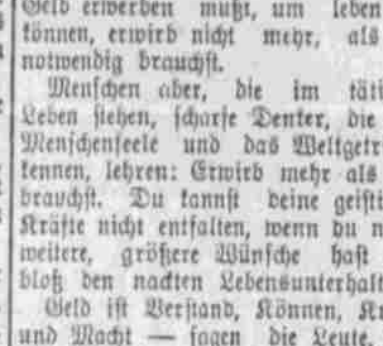 Geld erwerben mußt, um leben
können, erwirb nicht mehr, als
notwendig brauchst.
Menschen aber, die im täti
Leben stehen, scharfe Denker, die
Menschenseele und das Weltgetr
kennen, lehren: Erwirb mehr als
brauchst. Du kannst deine geisti
Kräfte nicht entfalten, wenn du n
weitere, größere Wünsche hast
bloß den nackten Lebensunterhalt
Geld ist Verstand, Können, Kr
und Macht — sagen die Leute,